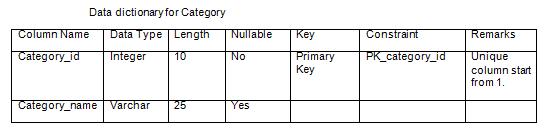 Data dictionary for Category
Column Name Data Type Length Nullable Key Constraint Remarks
Category_id Integer 10 No Primary Key PK_category_id Unique column start from 1.
Category_name Varchar 25 Yes